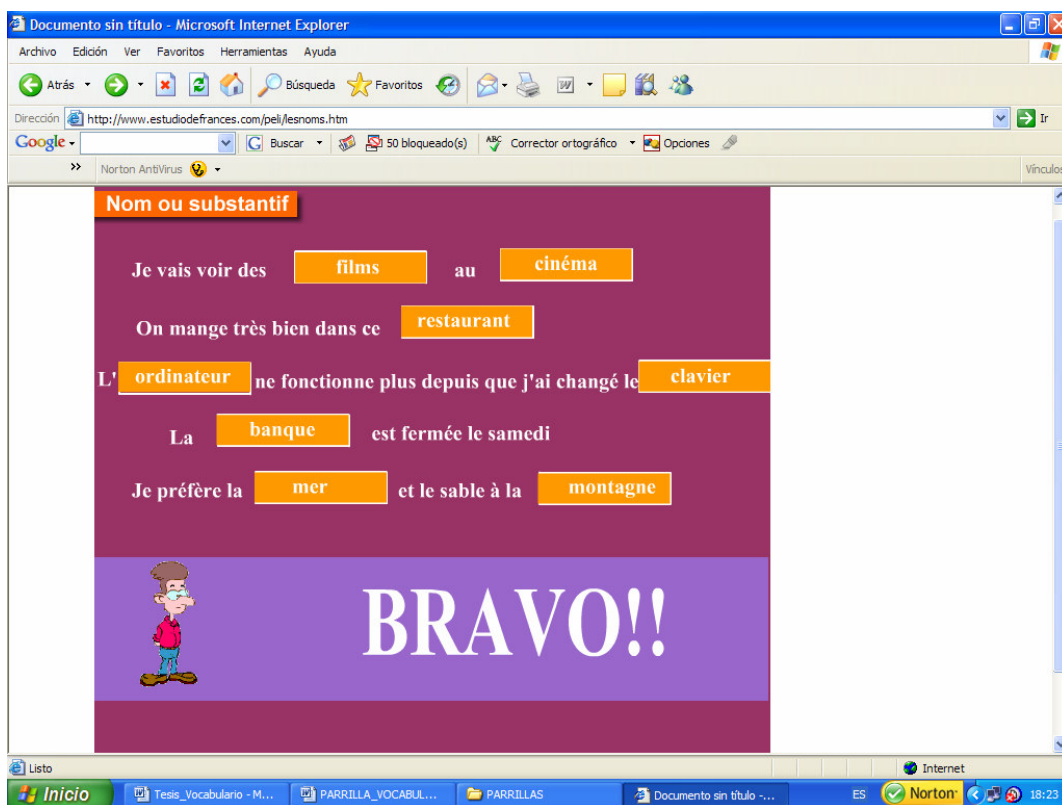 Documento sin título - Microsoft Internet Explorer
Archivo Edición Ver Favoritos Herramientas Ayuda
Atrás Búsqueda Favoritos
Dirección http://www.estudiodefrances.com/peli/lesnoms.htm Ir
Google Buscar 50 bloqueado(s) ABC Corrector ortográfico Opciones
» Norton AntiVirus Vínculos
Nom ou substantif
Je vais voir des films au cinéma
On mange très bien dans ce restaurant
L' ordinateur ne fonctionne plus depuis que j'ai changé le clavier
La banque est fermée le samedi
Je préfère la mer et le sable à la montagne
BRAVO!!
Listo Internet
Inicio Tesis_Vocabulario - M... PARRILLA_VOCABUL... PARRILLAS Documento sin título -... ES Norton 18:23